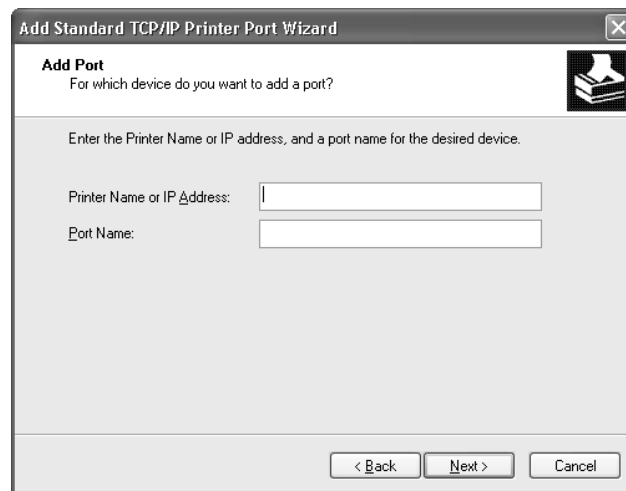 Add Standard TCP/IP Printer Port Wizard
Add Port
For which device do you want to add a port?
Enter the Printer Name or IP address, and a port name for the desired device.
Printer Name or IP Address:
Port Name:
< Back
Next >
Cancel